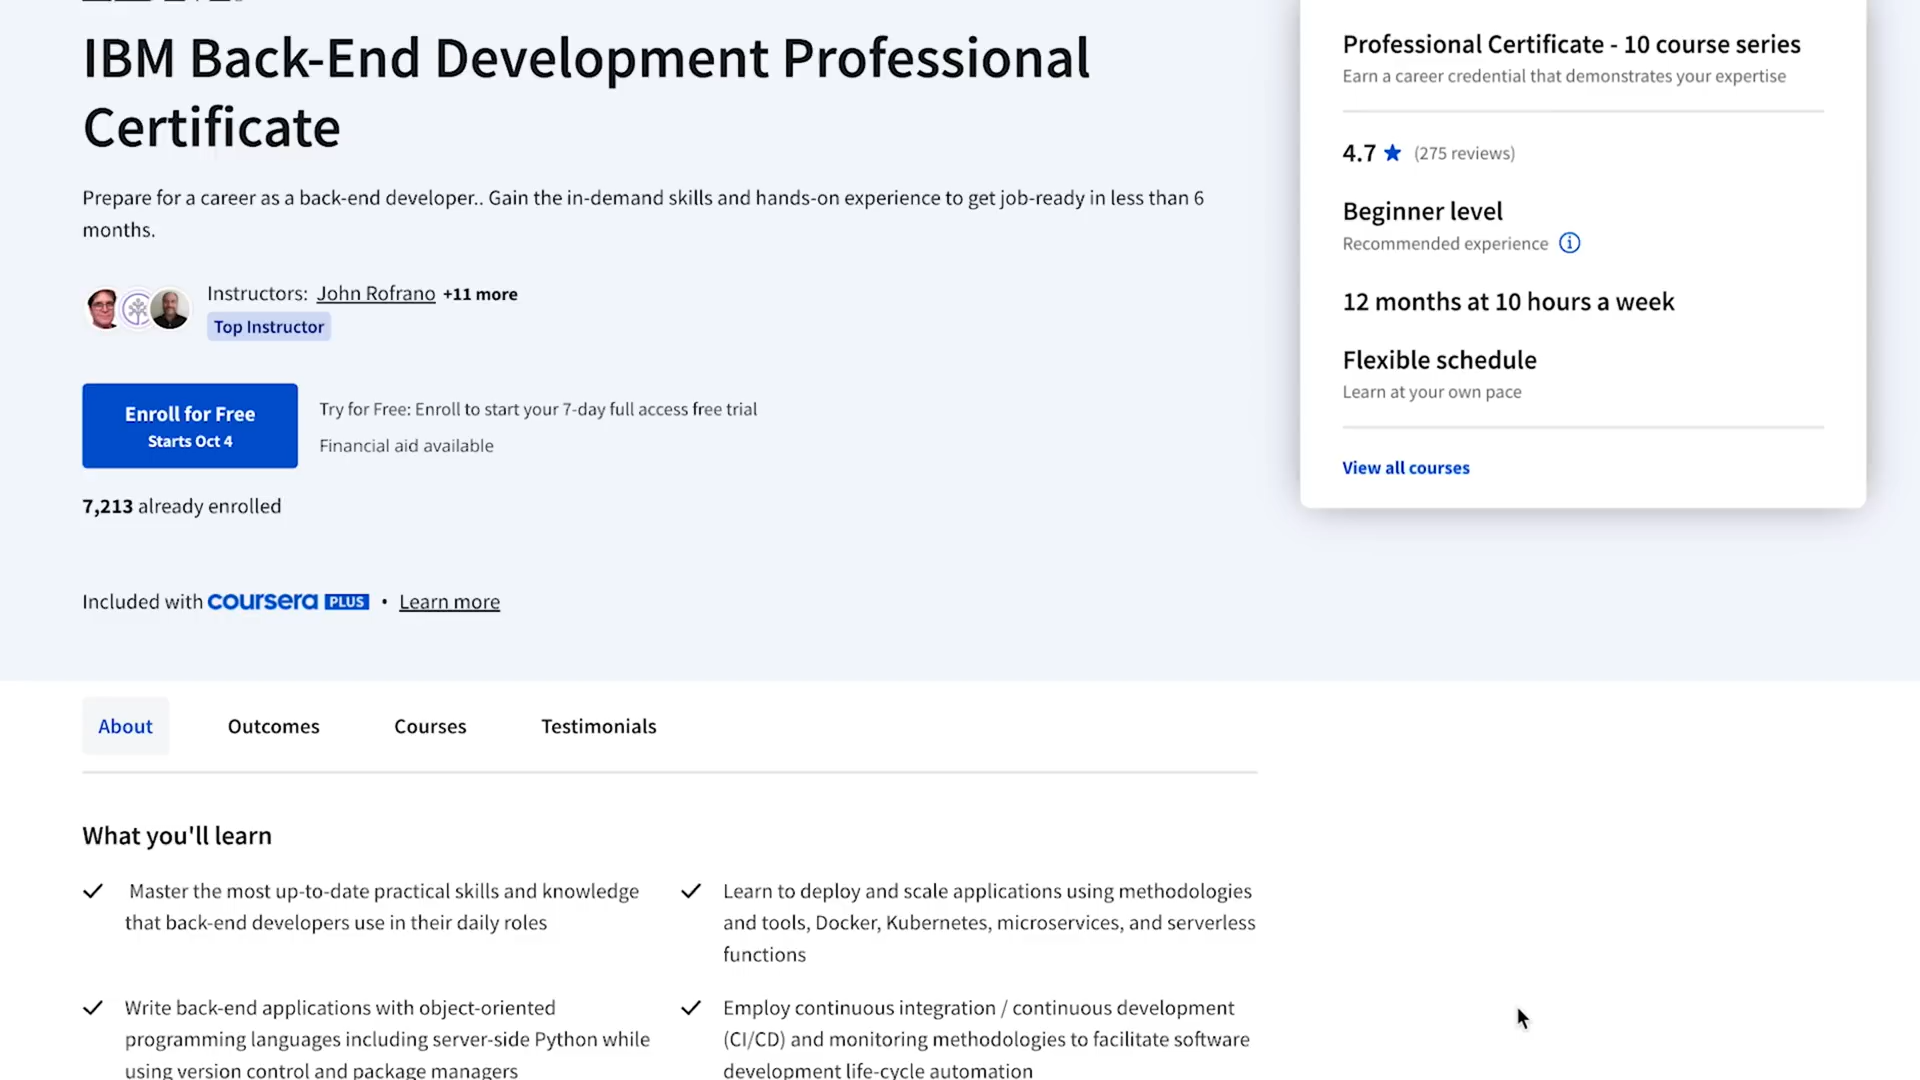 IBM Back-End Development Professional
Certificate
Prepare for a career as a back-end developer.. Gain the in-demand skills and hands-on experience to get job-ready in less than 6
months.
Instructors: John Rofrano +11 more
Top Instructor
Enroll for Free
Starts Oct 4
Try for Free: Enroll to start your 7-day full access free trial
Financial aid available
7,213 already enrolled
Included with coursera PLUS • Learn more
Professional Certificate - 10 course series
Earn a career credential that demonstrates your expertise
4.7 ★ (275 reviews)
Beginner level
Recommended experience
12 months at 10 hours a week
Flexible schedule
Learn at your own pace
View all courses
About Outcomes Courses Testimonials
What you'll learn
Master the most up-to-date practical skills and knowledge
that back-end developers use in their daily roles
Learn to deploy and scale applications using methodologies
and tools, Docker, Kubernetes, microservices, and serverless
functions
Write back-end applications with object-oriented
programming languages including server-side Python while
using version control and package managers
Employ continuous integration / continuous development
(CI/CD) and monitoring methodologies to facilitate software
development life-cycle automation